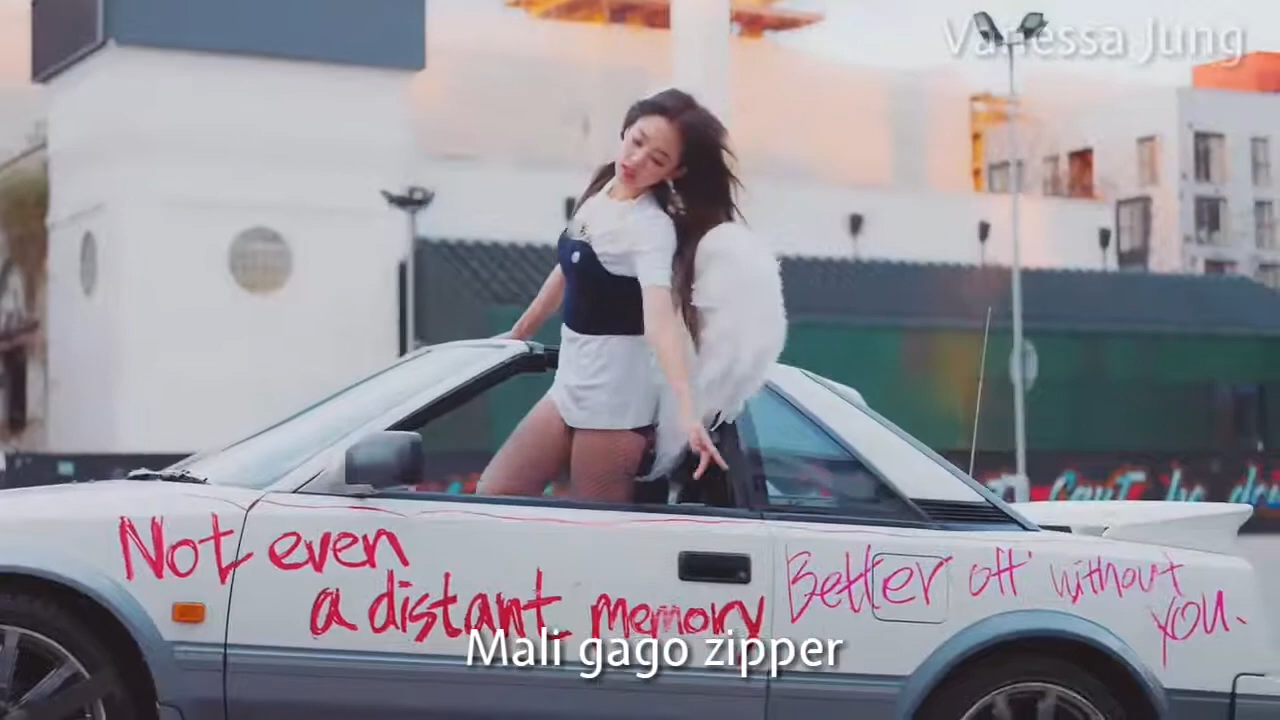 Vanessa Jung
Not even
a distant memory
Better off without
you.
Mali gago zipper